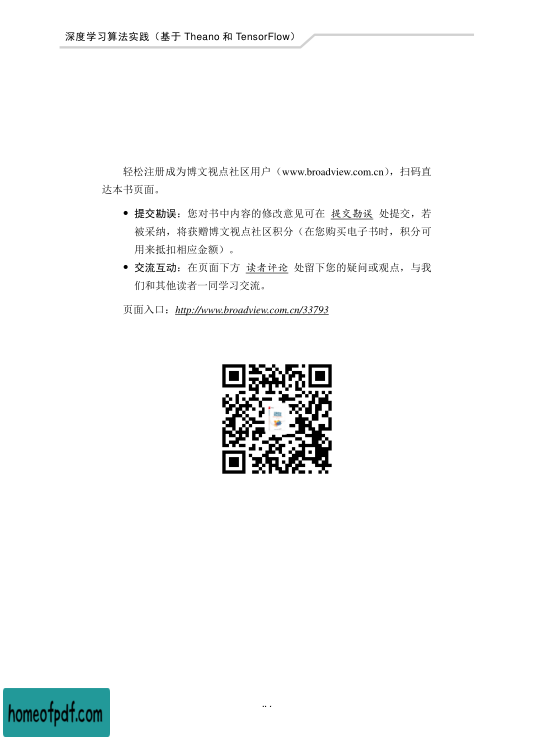 深度学习算法实践（基于 Theano 和 TensorFlow）
轻松注册成为博文视点社区用户（www.broadview.com.cn），扫码直
达本书页面。
● 提交勘误：您对书中内容的修改意见可在 提交勘误 处提交，若
被采纳，将获赠博文视点社区积分（在您购买电子书时，积分可
用来抵扣相应金额）。
● 交流互动：在页面下方 读者评论 处留下您的疑问或观点，与我
们和其他读者一同学习交流。
页面入口：http://www.broadview.com.cn/33793
homeofpdf.com